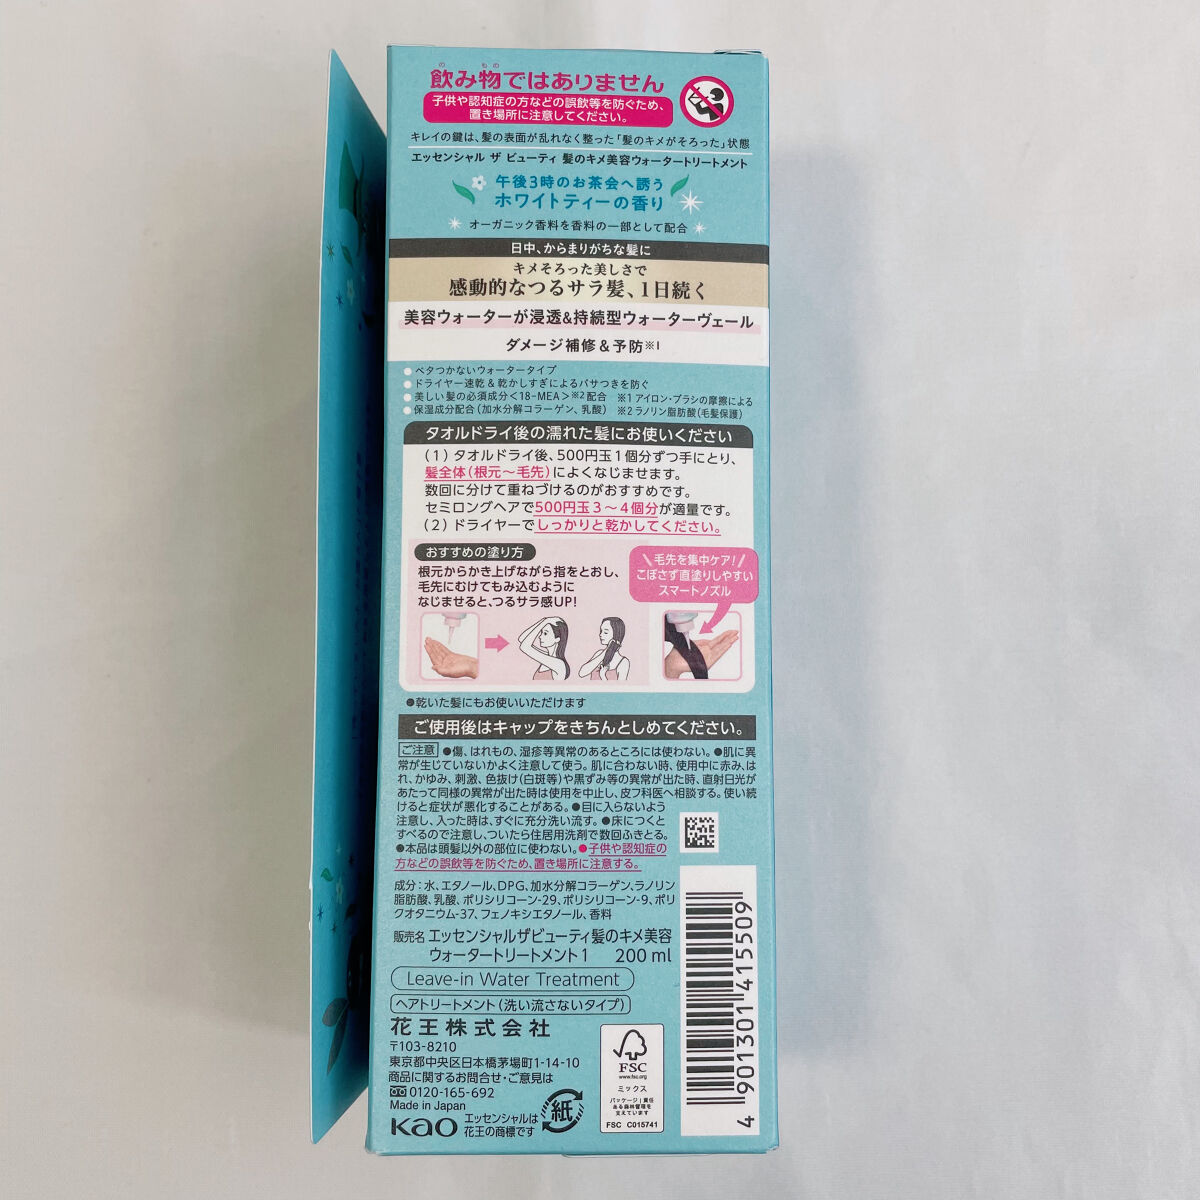 飲み物ではありません
子供や認知症の方などの誤飲等を防ぐため、
置き場所に注意してください。
キレイの鍵は、髪の表面が乱れなく整った「髪のキメがそろった」状態
エッセンシャル ザ ビューティ 髪のキメ美容ウォータートリートメント
午後3時のお茶会へ誘う
ホワイトティーの香り
オーガニック香料を香料の一部として配合
日中、からまりがちな髪に
キメそろった美しさで
感動的なつるサラ髪、1日続く
美容ウォーターが浸透&持続型ウォーターヴェール
ダメージ補修&予防※1
●ベタつかないウォータータイプ
●ドライヤー速乾&乾かしすぎによるパサつきを防ぐ
●美しい髪の必須成分<18-MEA>※2配合 ※1 アイロン・ブラシの摩擦による
●保湿成分配合(加水分解コラーゲン、乳酸) ※2 ラノリン脂肪酸(毛髪保護)
タオルドライ後の濡れた髪にお使いください
(1)タオルドライ後、500円玉1個分ずつ手にとり、
髪全体(根元〜毛先)によくなじませます。
数回に分けて重ねづけるのがおすすめです。
セミロングヘアで500円玉3〜4個分が適量です。
(2)ドライヤーでしっかりと乾かしてください。
おすすめの塗り方
根元からかき上げながら指をとおし、
毛先にむけてもみ込むように
なじませると、つるサラ感UP!
毛先を集中ケア!
こぼさず直塗りしやすい
スマートノズル
●乾いた髪にもお使いいただけます
ご使用後はキャップをきちんとしめてください。
ご注意 ●傷、はれもの、湿疹等異常のあるところには使わない。●肌に異
常が生じていないかよく注意して使う。肌に合わない時、使用中に赤み、は
れ、かゆみ、刺激、色抜け(白斑等)や黒ずみ等の異常が出た時、直射日光が
あたって同様の異常が出た時は使用を中止し、皮フ科医へ相談する。使い続
けると症状が悪化することがある。●目に入らないよう
注意し、入った時は、すぐに充分洗い流す。●床につくと
すべるので注意し、ついたら住居用洗剤で数回ふきとる。
●本品は頭髪以外の部位に使わない。●子供や認知症の
方などの誤飲等を防ぐため、置き場所に注意する。
成分:水、エタノール、DPG、加水分解コラーゲン、ラノリン
脂肪酸、乳酸、ポリシリコーン-29、ポリシリコーン-9、ポリ
クオタニウム-37、フェノキシエタノール、香料
販売名 エッセンシャルザビューティ髪のキメ美容
ウォータートリートメント1 200 ml
Leave-in Water Treatment
ヘアトリートメント(洗い流さないタイプ)
花王株式会社
〒103-8210
東京都中央区日本橋茅場町1-14-10
商品に関するお問合せ・ご意見は
0120-165-692
Made in Japan
Kao エッセンシャルは
花王の商標です
紙
FSC
www.fsc.org
ミックス
パッケージ|責任
ある森林管理を
支えています
FSC C015741
4 901301 415509